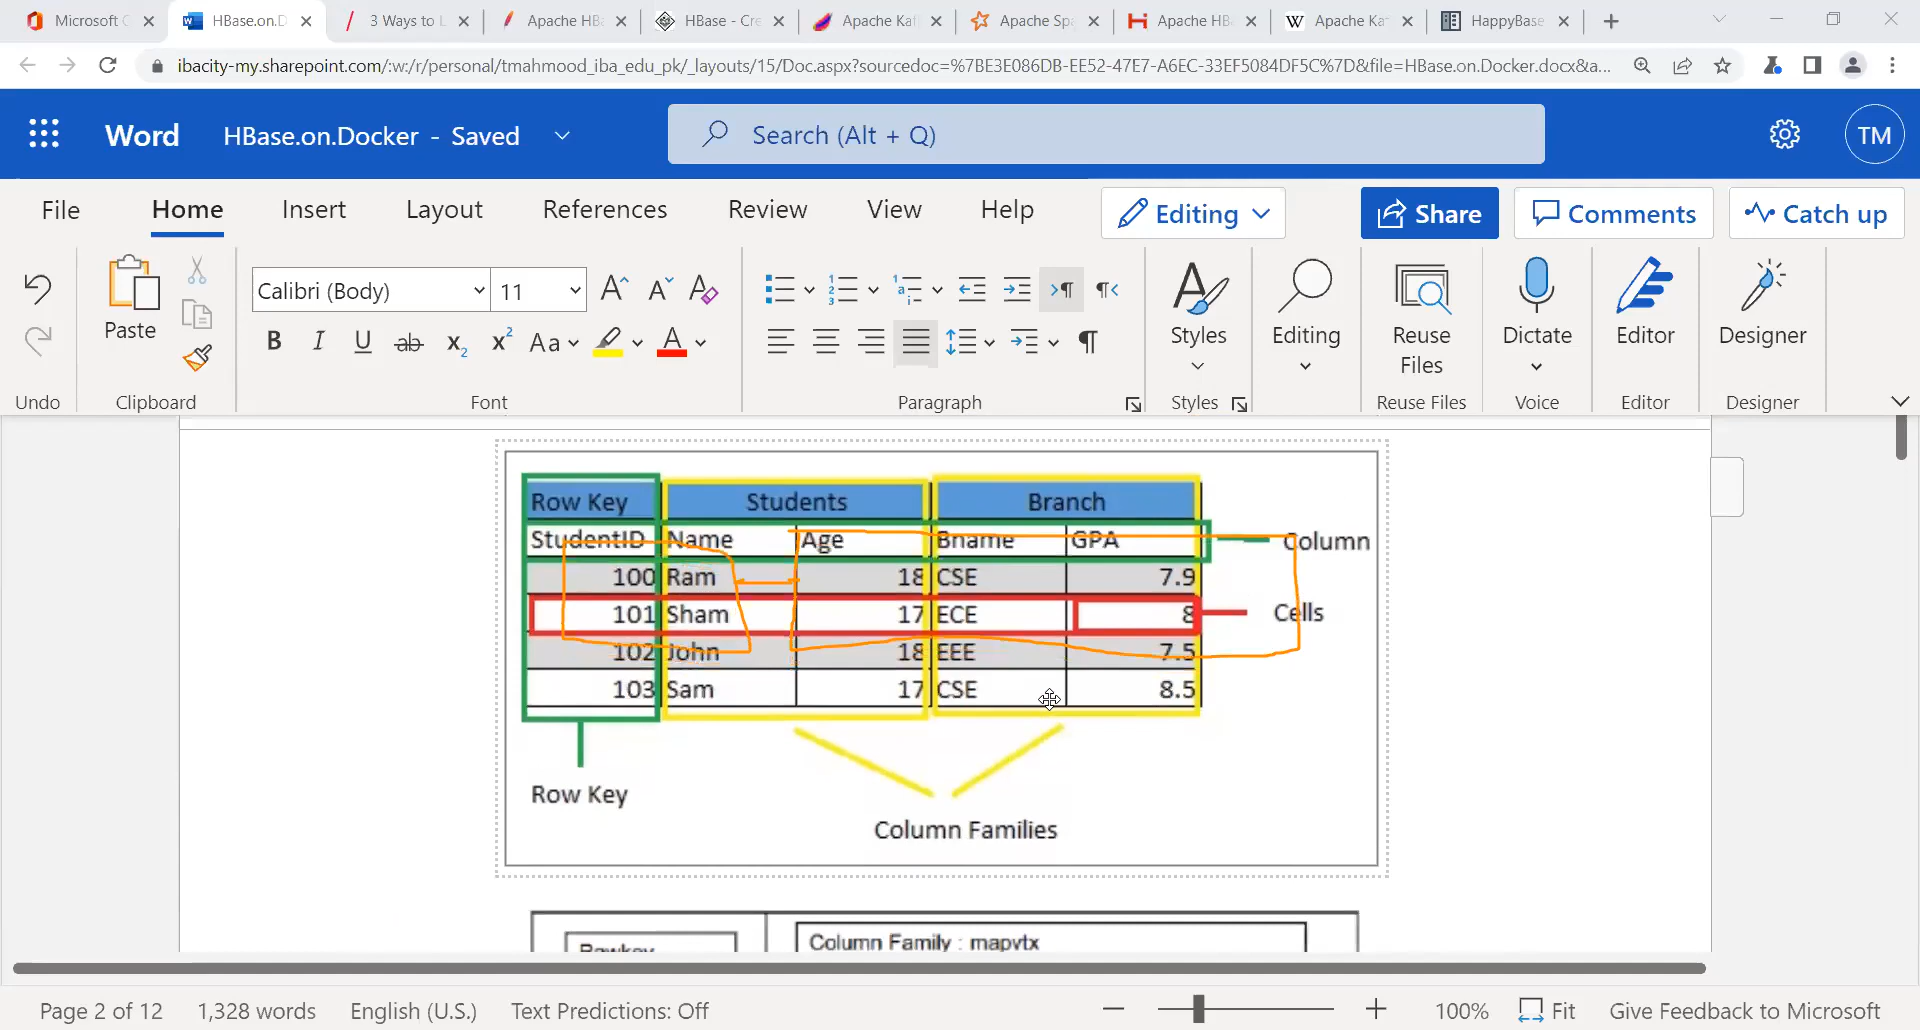 Microsoft O
HBase.on.D
3 Ways to L
Apache HBa
HBase - Cre
Apache Kaf
Apache Spa
Apache HBa
Apache Kaf
HappyBase
ibacity-my.sharepoint.com/:w:/r/personal/tmahmood_iba_edu_pk/_layouts/15/Doc.aspx?sourcedoc=%7BE3E086DB-EE52-47E7-A6EC-33EF5084DF5C%7D&file=HBase.on.Docker.docx&a...
Word HBase.on.Docker - Saved Search (Alt + Q) TM
File Home Insert Layout References Review View Help Editing Share Comments Catch up
Calibri (Body) 11
Paste Styles Editing Reuse Files Dictate Editor Designer
Undo Clipboard Font Paragraph Styles Reuse Files Voice Editor Designer
Row Key Students Branch
StudentID Name Age Bname GPA Column
100 Ram 18 CSE 7.9
101 Sham 17 ECE 8 Cells
102 John 18 EEE 7.5
103 Sam 17 CSE 8.5
Row Key
Column Families
Rowkey Column Family : mapvtx
Page 2 of 12 1,328 words English (U.S.) Text Predictions: Off 100% Fit Give Feedback to Microsoft